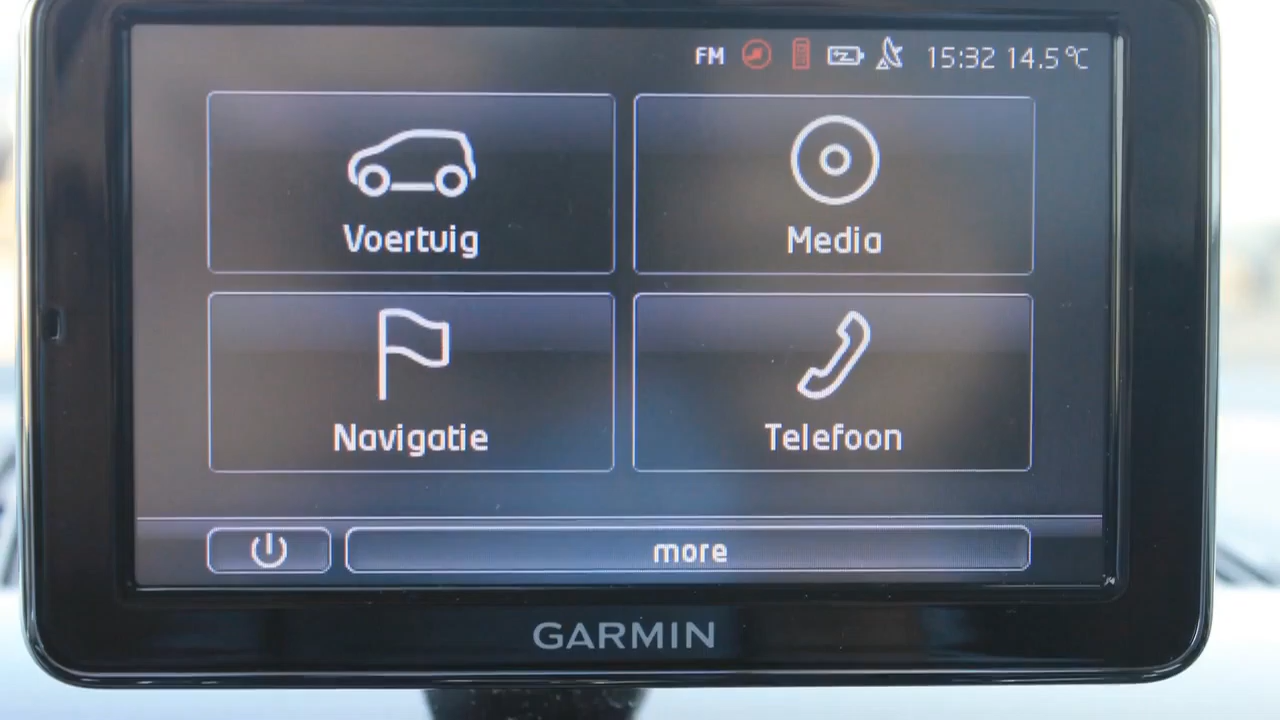 FM 15:32 14.5 °C
Voertuig
Media
Navigatie
Telefoon
more
GARMIN